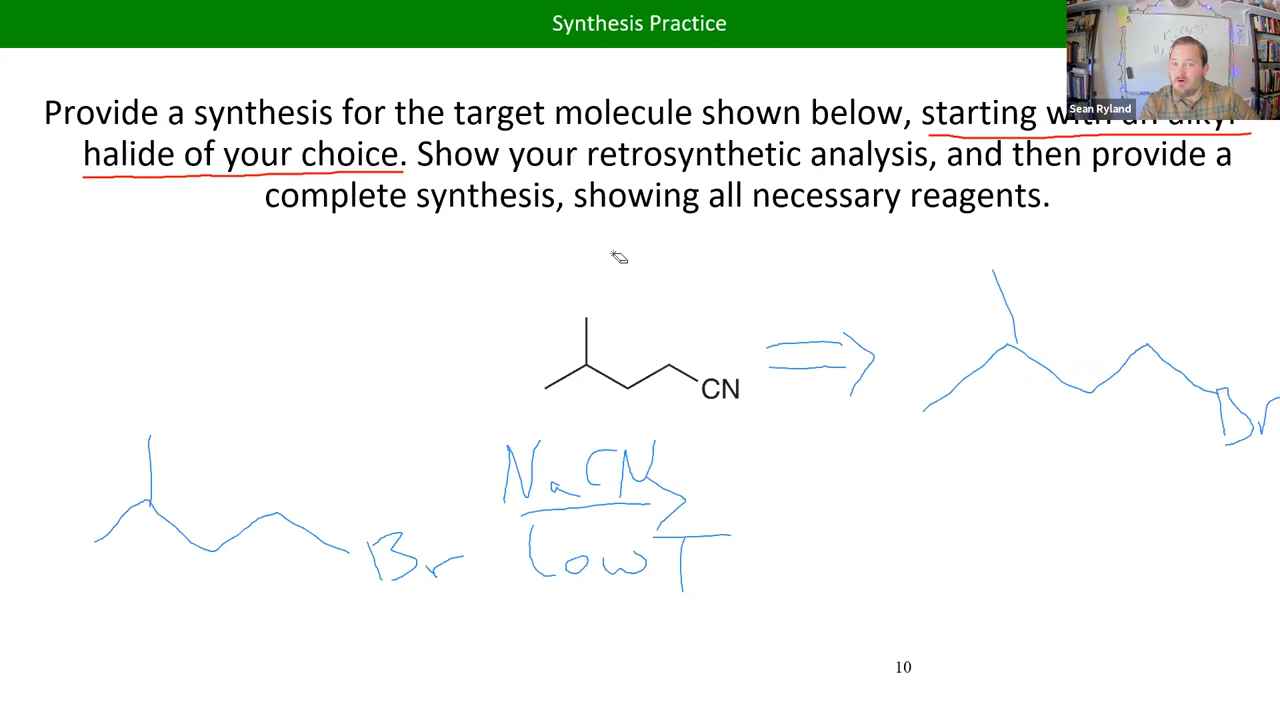 Synthesis Practice
Sean Ryland
Provide a synthesis for the target molecule shown below, starting with an alkyl
halide of your choice. Show your retrosynthetic analysis, and then provide a
complete synthesis, showing all necessary reagents.
CN
Br
NaCN
Br
low T
10